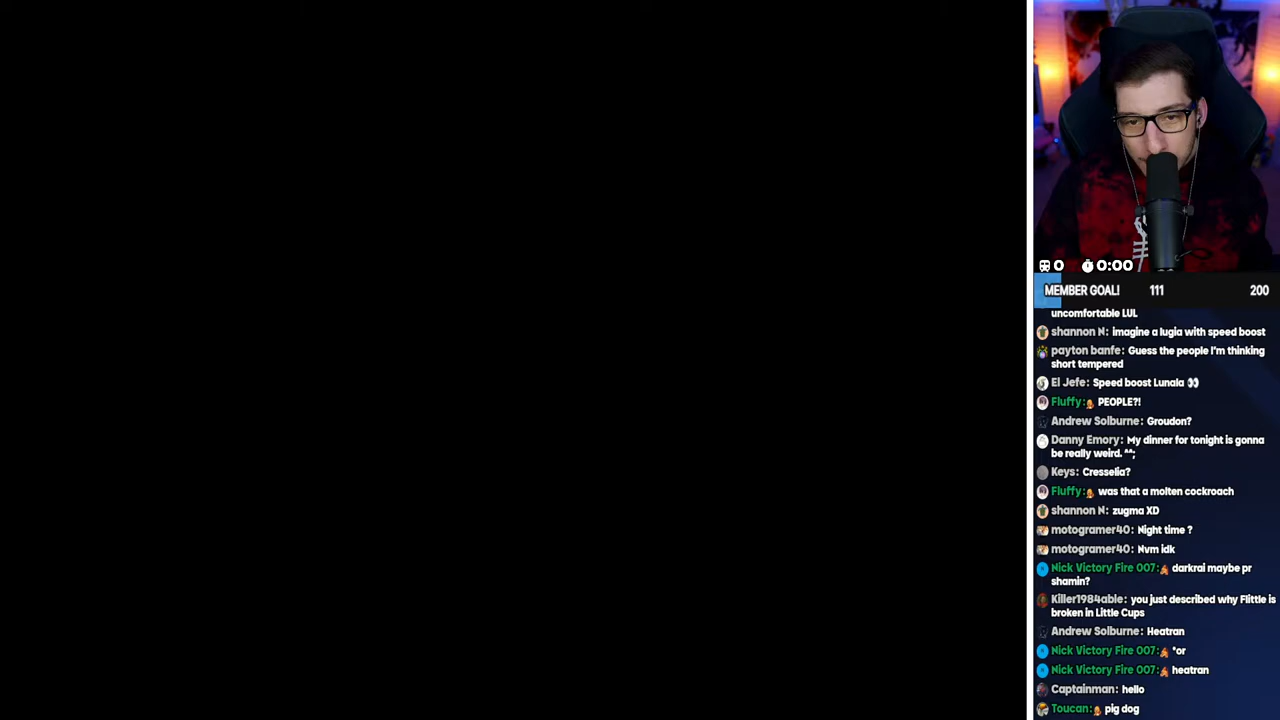 0 0:00
MEMBER GOAL! 111 200
uncomfortable LUL
shannon N: imagine a lugia with speed boost
payton banfe: Guess the people I'm thinking
short tempered
El Jefe: Speed boost Lunala 👀
Fluffy: PEOPLE?!
Andrew Solburne: Groudon?
Danny Emory: My dinner for tonight is gonna
be really weird. ^^;
Keys: Cresselia?
Fluffy: was that a molten cockroach
shannon N: zugma XD
motogramer40: Night time ?
motogramer40: Nvm idk
Nick Victory Fire 007: darkrai maybe pr
shamin?
Killer1984able: you just described why Flittle is
broken in Little Cups
Andrew Solburne: Heatran
Nick Victory Fire 007: *or
Nick Victory Fire 007: heatran
Captainman: hello
Toucan: pig dog